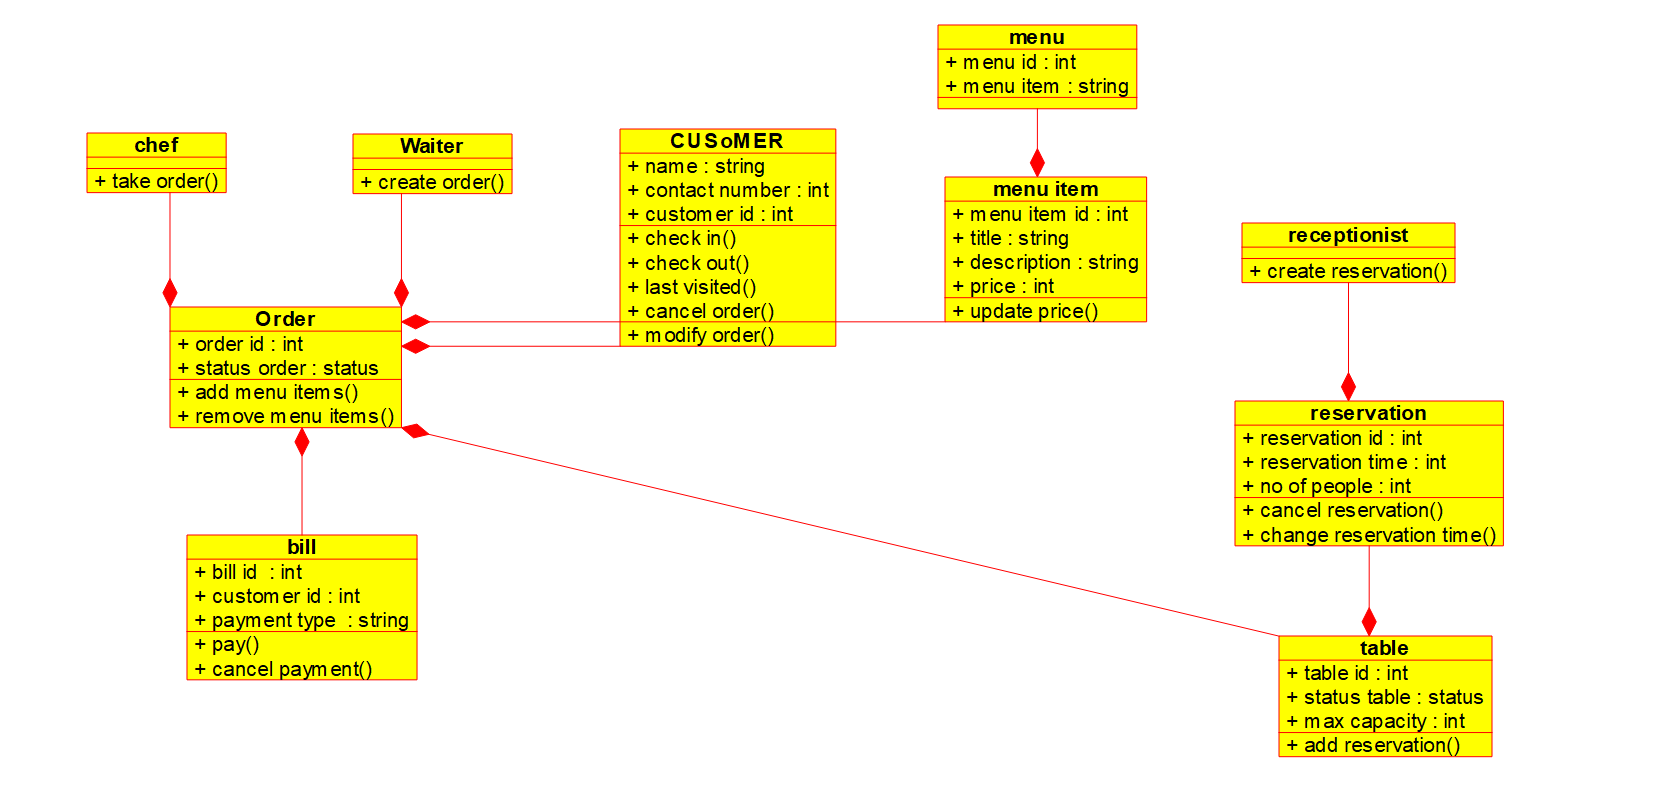 menu
+ menu id : int
+ menu item : string
chef
+ take order()
Waiter
+ create order()
CUSoMER
+ name : string
+ contact number : int
+ customer id : int
+ check in()
+ check out()
+ last visited()
+ cancel order()
+ modify order()
menu item
+ menu item id : int
+ title : string
+ description : string
+ price : int
+ update price()
receptionist
+ create reservation()
Order
+ order id : int
+ status order : status
+ add menu items()
+ remove menu items()
reservation
+ reservation id : int
+ reservation time : int
+ no of people : int
+ cancel reservation()
+ change reservation time()
bill
+ bill id  : int
+ customer id : int
+ payment type  : string
+ pay()
+ cancel payment()
table
+ table id : int
+ status table : status
+ max capacity : int
+ add reservation()